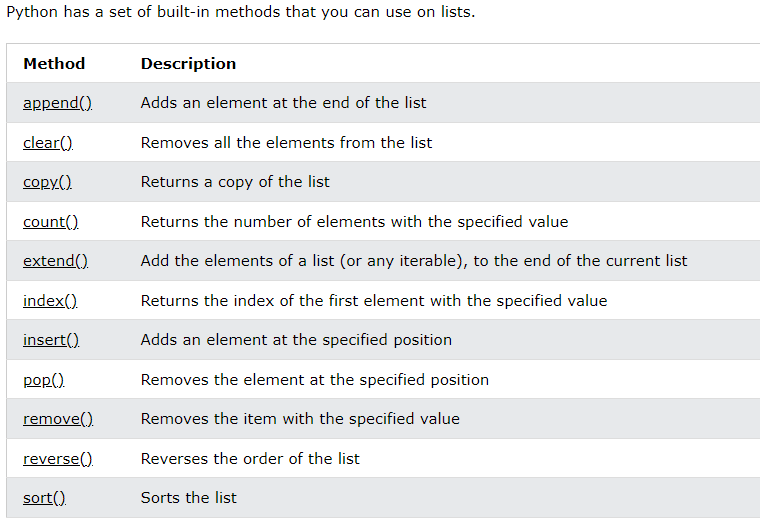 Python has a set of built-in methods that you can use on lists.
Method Description
append() Adds an element at the end of the list
clear() Removes all the elements from the list
copy() Returns a copy of the list
count() Returns the number of elements with the specified value
extend() Add the elements of a list (or any iterable), to the end of the current list
index() Returns the index of the first element with the specified value
insert() Adds an element at the specified position
pop() Removes the element at the specified position
remove() Removes the item with the specified value
reverse() Reverses the order of the list
sort() Sorts the list